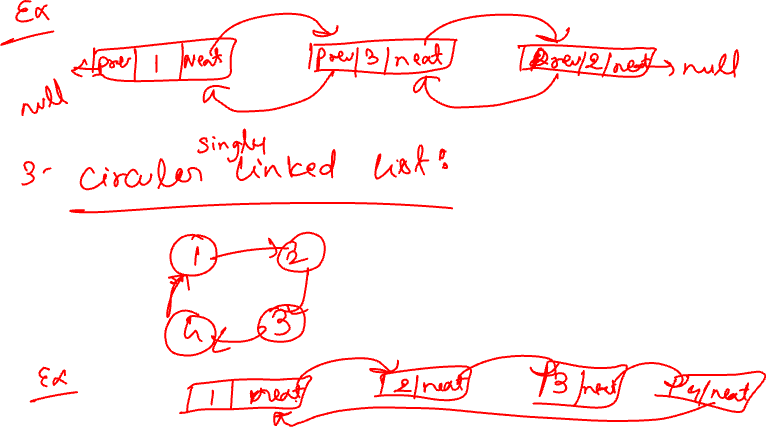 Ex
null prev 1 next prev 3 next prev 2 next null
3- circuler singly linked list:
1 2
4 3
Ex
1 next 2 next 3 next 4 next